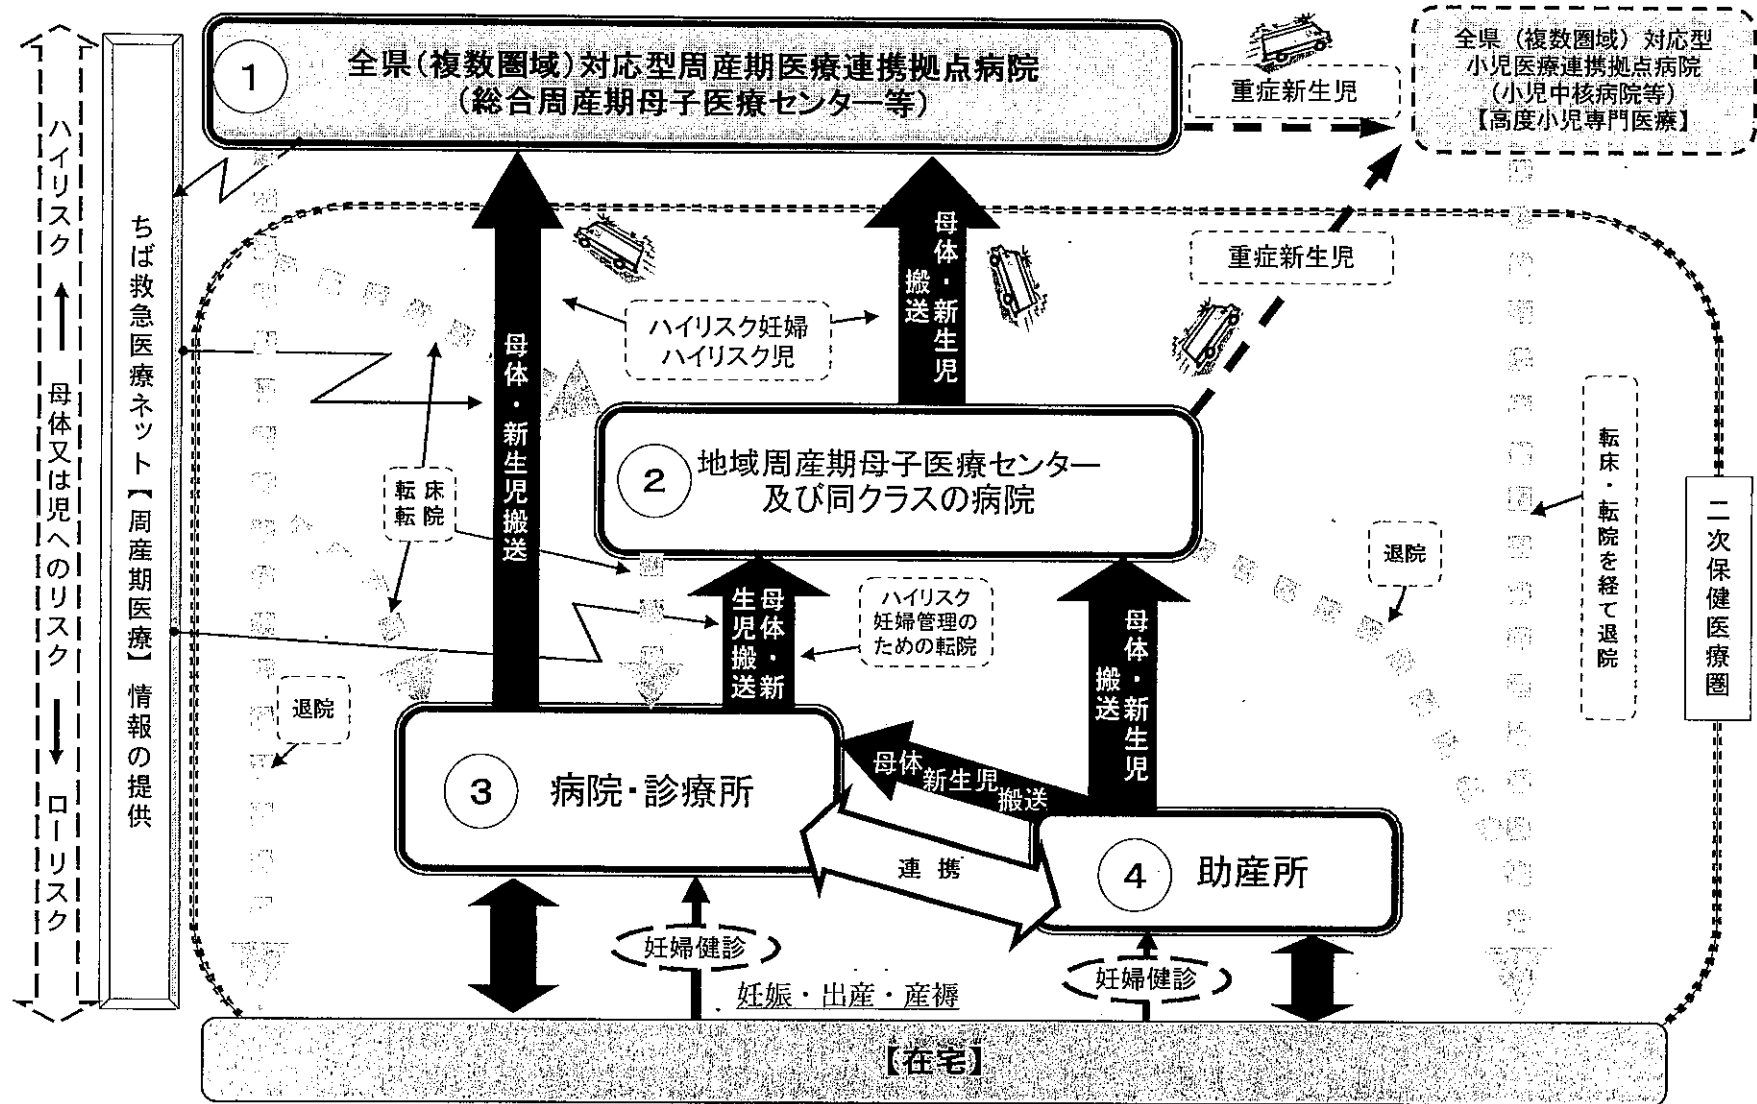 ①
全県（複数圏域）対応型周産期医療連携拠点病院
（総合周産期母子医療センター等）
重症新生児
全県（複数圏域）対応型
小児医療連携拠点病院
（小児中核病院等）
【高度小児専門医療】
ハイリスク
母体又は児へのリスク
ローリスク
ちば救急医療ネット【周産期医療】情報の提供
母体・新生児搬送
ハイリスク妊婦
ハイリスク児
母体・新生児
搬送
重症新生児
転床
転院
②
地域周産期母子医療センター
及び同クラスの病院
退院
転床・転院を経て退院
二次保健医療圏
母体・新
生児搬送
ハイリスク
妊婦管理の
ための転院
母体・新生児
搬送
退院
③
病院・診療所
母体 新生児 搬送
連携
④
助産所
妊婦健診
妊婦健診
妊娠・出産・産褥
【在宅】